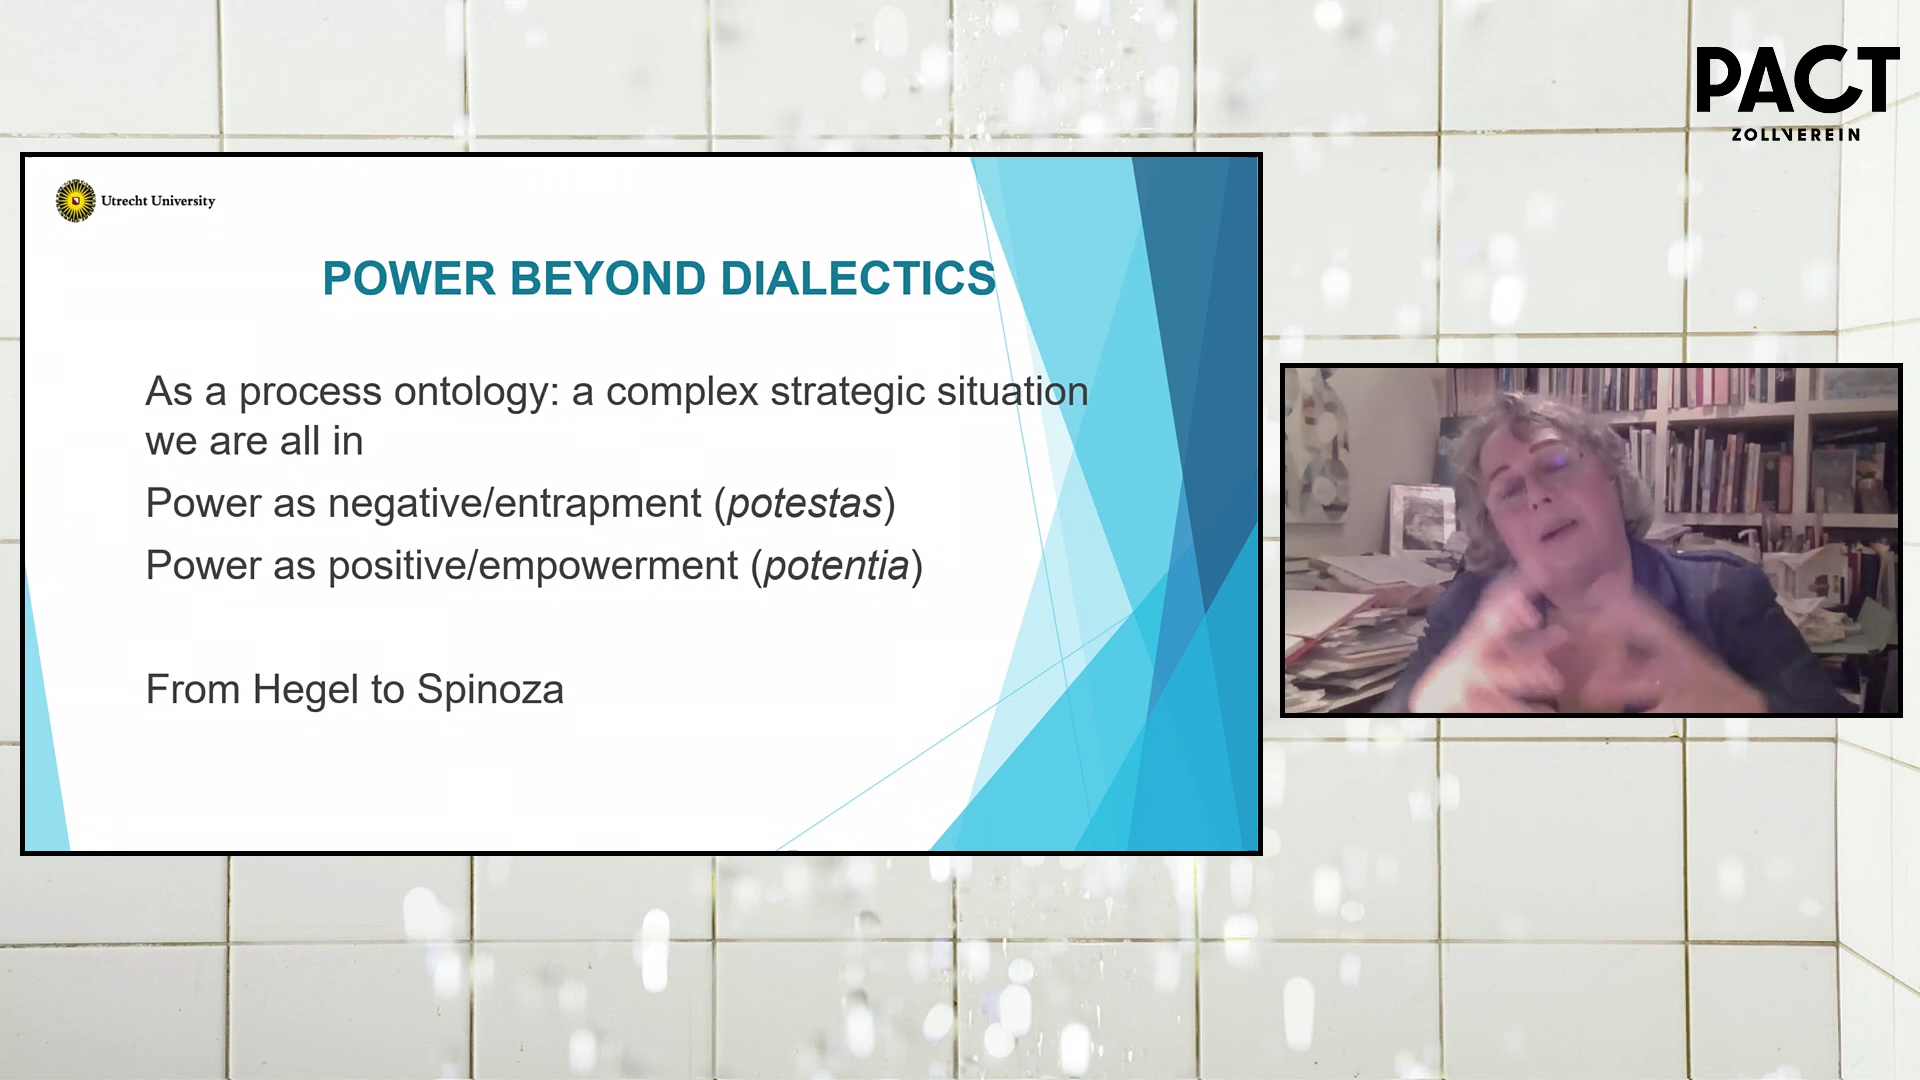 PACT
ZOLLVEREIN
Utrecht University
POWER BEYOND DIALECTICS
As a process ontology: a complex strategic situation
we are all in
Power as negative/entrapment (potestas)
Power as positive/empowerment (potentia)
From Hegel to Spinoza